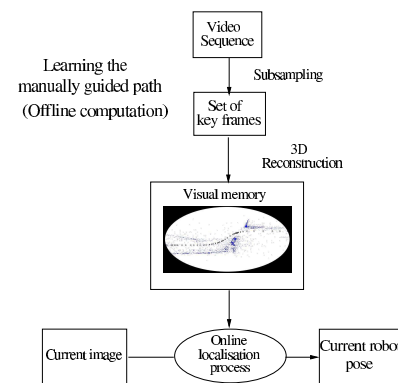 Video
Sequence
Learning the
manually guided path
(Offline computation)
Subsampling
Set of
key frames
3D
Reconstruction
Visual memory
Current image
Online
localisation
process
Current robo
pose